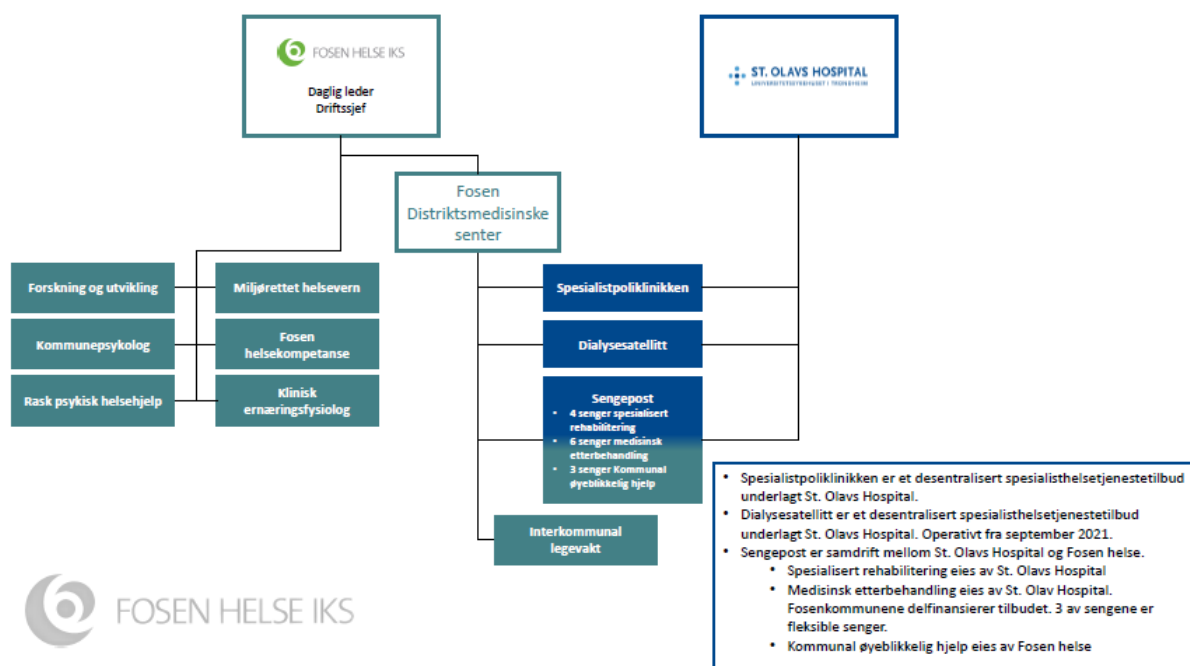 FOSEN HELSE IKS
Daglig leder
Driftssjef
ST. OLAVS HOSPITAL
UNIVERSITETSSYKEHUSET I TRONDHEIM
Fosen
Distriktsmedisinske
senter
Forskning og utvikling
Miljørettet helsevern
Kommunepsykolog
Fosen
helsekompetanse
Rask psykisk helsehjelp
Klinisk
ernæringsfysiolog
Spesialistpoliklinikken
Dialysesatellitt
Sengepost
• 4 senger spesialisert
rehabilitering
• 6 senger medisinsk
etterbehandling
• 3 senger Kommunal
øyeblikkelig hjelp
Interkommunal
legevakt
• Spesialistpoliklinikken er et desentralisert spesialisthelsetjenestetilbud
underlagt St. Olavs Hospital.
• Dialysesatellitt er et desentralisert spesialisthelsetjenestetilbud
underlagt St. Olavs Hospital. Operativt fra september 2021.
• Sengepost er samdrift mellom St. Olavs Hospital og Fosen helse.
• Spesialisert rehabilitering eies av St. Olavs Hospital
• Medisinsk etterbehandling eies av St. Olav Hospital.
Fosenkommunene delfinansierer tilbudet. 3 av sengene er
fleksible senger.
• Kommunal øyeblikkelig hjelp eies av Fosen helse
FOSEN HELSE IKS